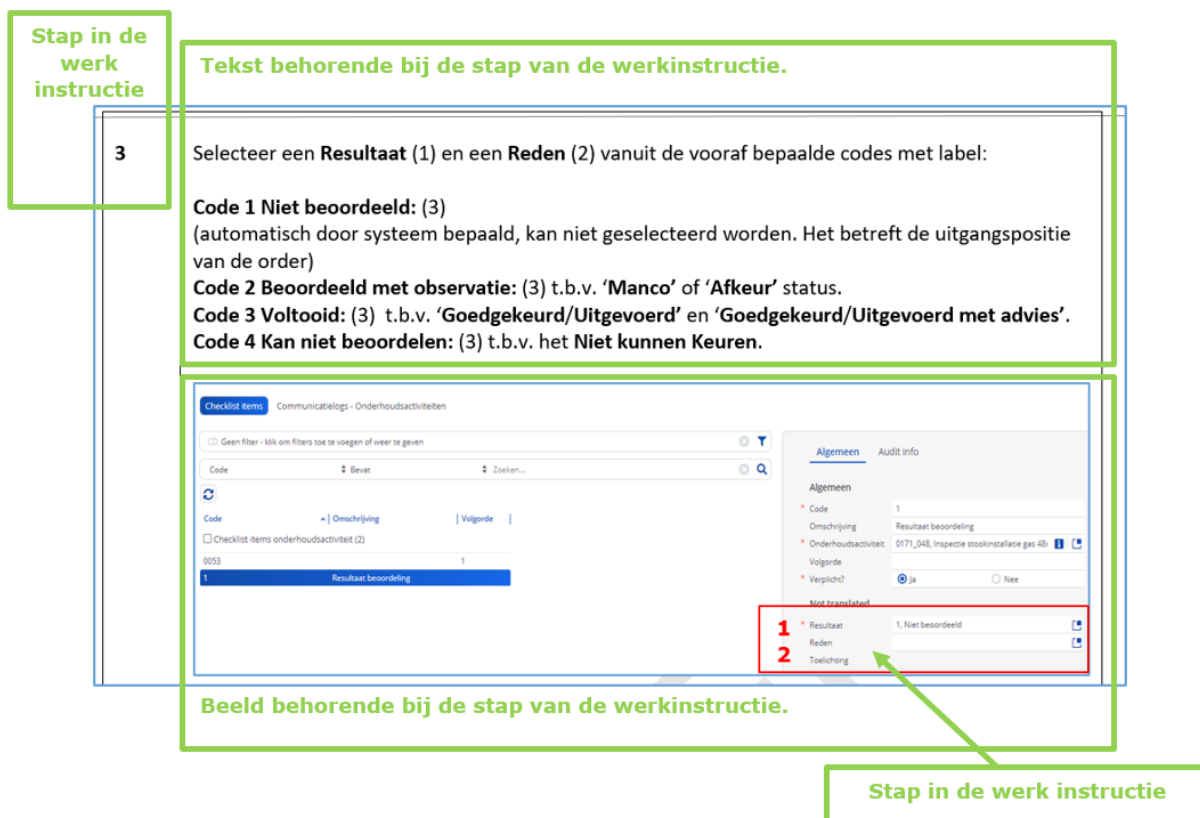 Stap in de
werk
instructie
Tekst behorende bij de stap van de werkinstructie.
3
Selecteer een Resultaat (1) en een Reden (2) vanuit de vooraf bepaalde codes met label:
Code 1 Niet beoordeeld: (3)
(automatisch door systeem bepaald, kan niet geselecteerd worden. Het betreft de uitgangspositie
van de order)
Code 2 Beoordeeld met observatie: (3) t.b.v. ‘Manco’ of ‘Afkeur’ status.
Code 3 Voltooid: (3) t.b.v. ‘Goedgekeurd/Uitgevoerd’ en ‘Goedgekeurd/Uitgevoerd met advies’.
Code 4 Kan niet beoordelen: (3) t.b.v. het Niet kunnen Keuren.
Checklist items Communicatielogs - Onderhoudsactiviteiten
Geen filter - klik om filters toe te voegen of weer te geven
Code Bevat Zoeken...
Code Omschrijving Volgorde
Checklist items onderhoudsactiviteit (2)
0053 1
1 Resultaat beoordeling
Algemeen Audit info
Algemeen
* Code 1
Omschrijving Resultaat beoordeling
* Onderhoudsactiviteit 0171_048, Inspectie stookinstallatie gas 48
Volgorde
* Verplicht? Ja Nee
Not translated
1 * Resultaat 1, Niet beoordeeld
Reden
2 Toelichting
Beeld behorende bij de stap van de werkinstructie.
Stap in de werk instructie